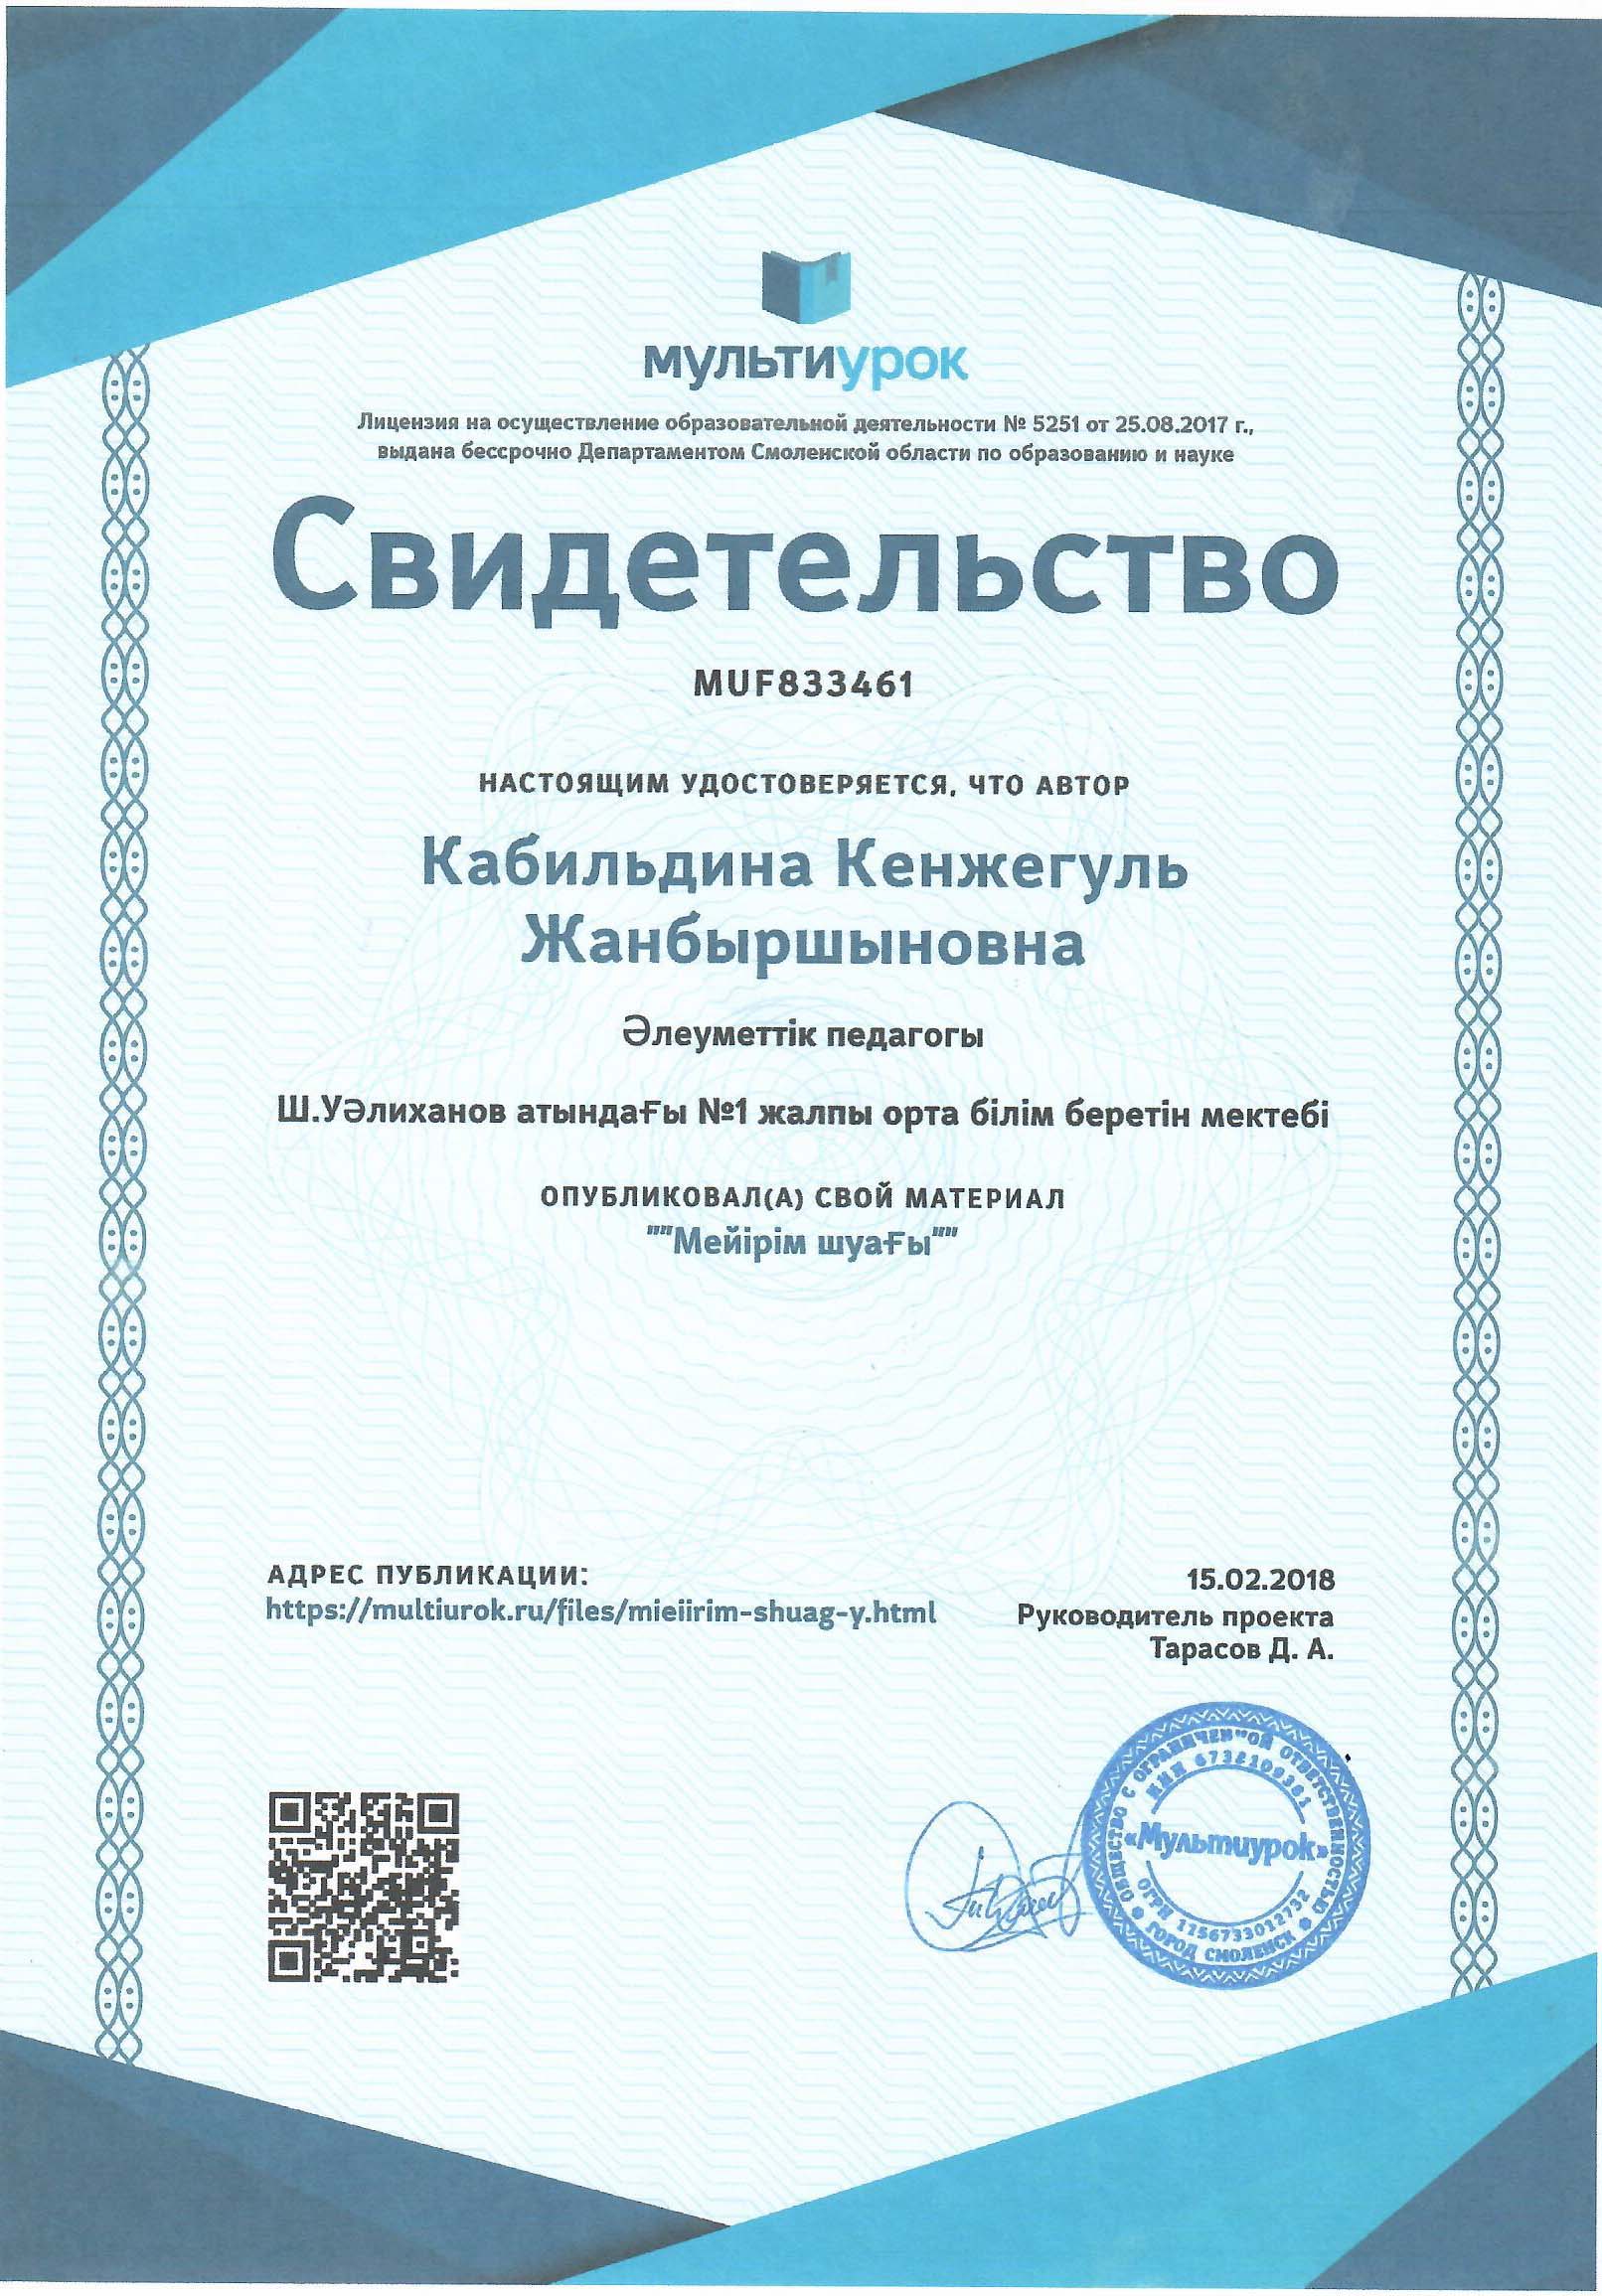 мультиурок
Лицензия на осуществление образовательной деятельности № 5251 от 25.08.2017 г.,
выдана бессрочно Департаментом Смоленской области по образованию и науке
Свидетельство
MUF833461
НАСТОЯЩИМ УДОСТОВЕРЯЕТСЯ, ЧТО АВТОР
Кабильдина Кенжегуль
Жанбыршыновна
Әлеуметтік педагогы
Ш.Уәлиханов атындағы №1 жалпы орта білім беретін мектебі
ОПУБЛИКОВАЛ(А) СВОЙ МАТЕРИАЛ
""Мейірім шуағы""
АДРЕС ПУБЛИКАЦИИ:
https://multiurok.ru/files/mieiirim-shuag-y.html
15.02.2018
Руководитель проекта
Тарасов Д. А.
ОБЩЕСТВО С ОГРАНИЧЕННОЙ ОТВЕТСТВЕННОСТЬЮ
«Мультиурок»
ОГРН 1156733012732
ГОРОД СМОЛЕНСК